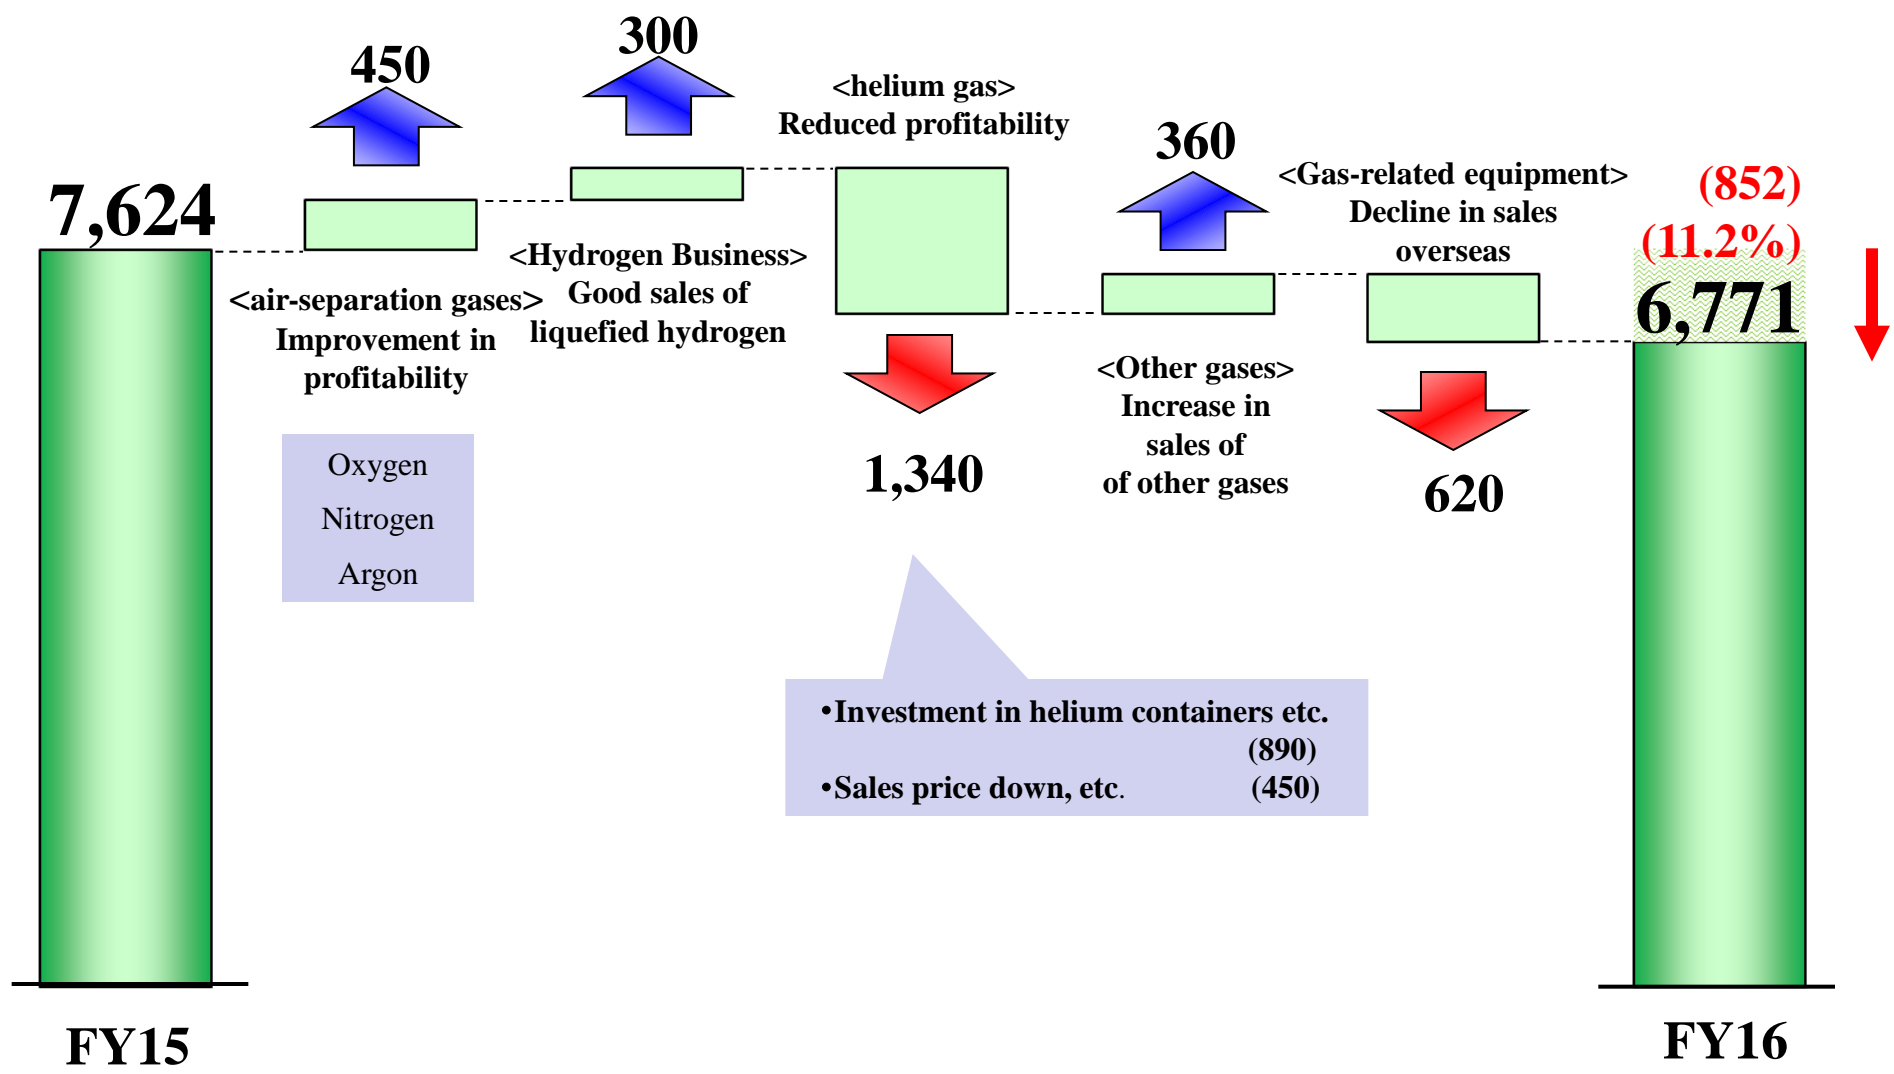 7,624
FY15
450
<air-separation gases>
Improvement in
profitability
Oxygen
Nitrogen
Argon
300
<Hydrogen Business>
Good sales of
liquefied hydrogen
<helium gas>
Reduced profitability
1,340
•Investment in helium containers etc.
(890)
•Sales price down, etc. (450)
360
<Other gases>
Increase in
sales of
of other gases
<Gas-related equipment>
Decline in sales
overseas
620
(852)
(11.2%)
6,771
FY16